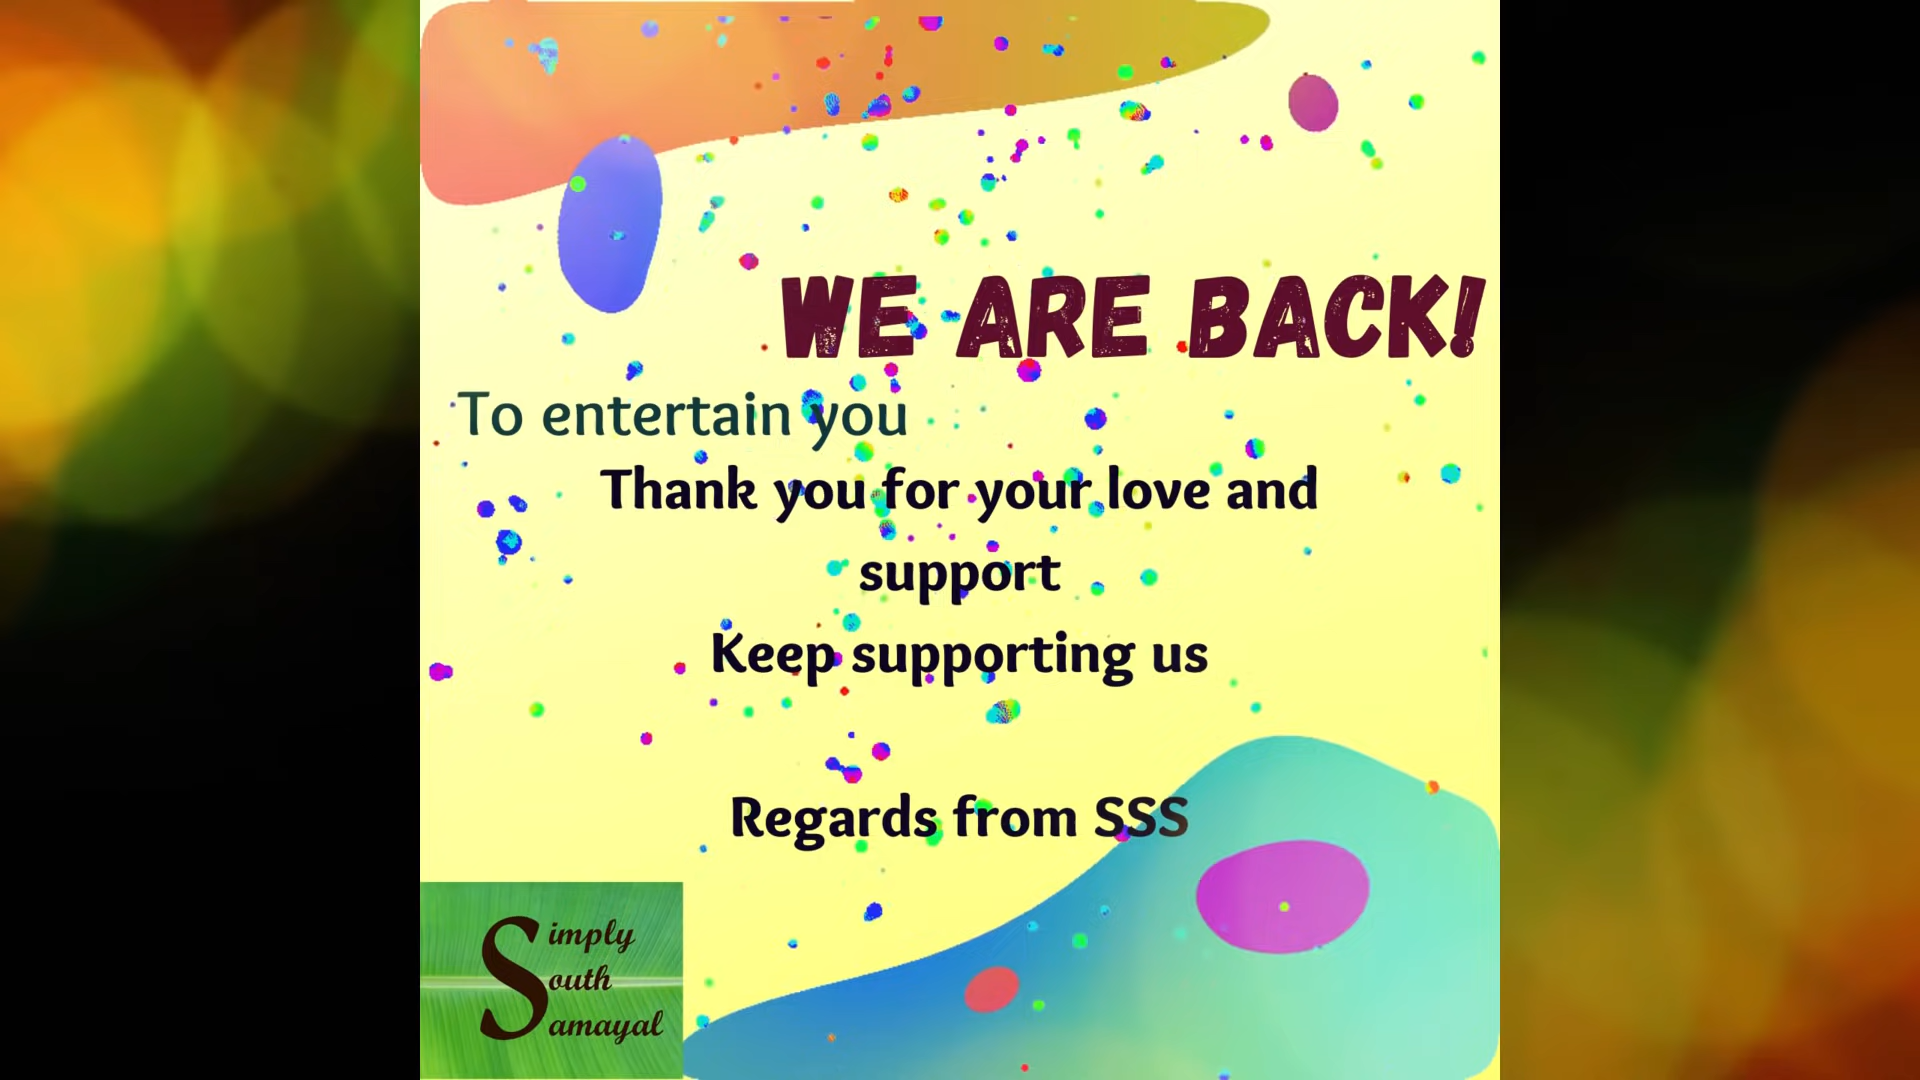 WE ARE BACK!
To entertain you
Thank you for your love and
support
Keep supporting us
Regards from SSS
Simply
South
Samayal